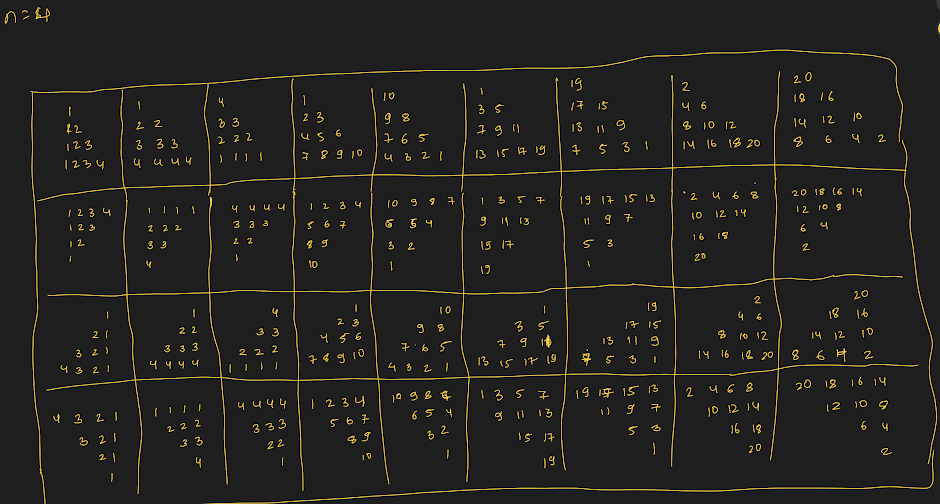 n = 4
1
1 2
1 2 3
1 2 3 4
1
2 2
3 3 3
4 4 4 4
4
3 3
2 2 2
1 1 1 1
1
2 3
4 5 6
7 8 9 10
10
9 8
7 6 5
4 3 2 1
1
3 5
7 9 11
13 15 17 19
19
17 15
13 11 9
7 5 3 1
2
4 6
8 10 12
14 16 18 20
20
18 16
14 12 10
8 6 4 2
1 2 3 4
1 2 3
1 2
1
1 1 1 1
2 2 2
3 3
4
4 4 4 4
3 3 3
2 2
1
1 2 3 4
5 6 7
8 9
10
10 9 8 7
6 5 4
3 2
1
1 3 5 7
9 11 13
15 17
19
19 17 15 13
11 9 7
5 3
1
2 4 6 8
10 12 14
16 18
20
20 18 16 14
12 10 8
6 4
2
1
2 1
3 2 1
4 3 2 1
1
2 2
3 3 3
4 4 4 4
4
3 3
2 2 2
1 1 1 1
1
2 3
4 5 6
7 8 9 10
10
9 8
7 6 5
4 3 2 1
1
3 5
7 9 11
13 15 17 19
19
17 15
13 11 9
7 5 3 1
2
4 6
8 10 12
14 16 18 20
20
18 16
14 12 10
8 6 4 2
4 3 2 1
3 2 1
2 1
1
1 1 1 1
2 2 2
3 3
4
4 4 4 4
3 3 3
2 2
1
1 2 3 4
5 6 7
8 9
10
10 9 8 7
6 5 4
3 2
1
1 3 5 7
9 11 13
15 17
19
19 17 15 13
11 9 7
5 3
1
2 4 6 8
10 12 14
16 18
20
20 18 16 14
12 10 8
6 4
2